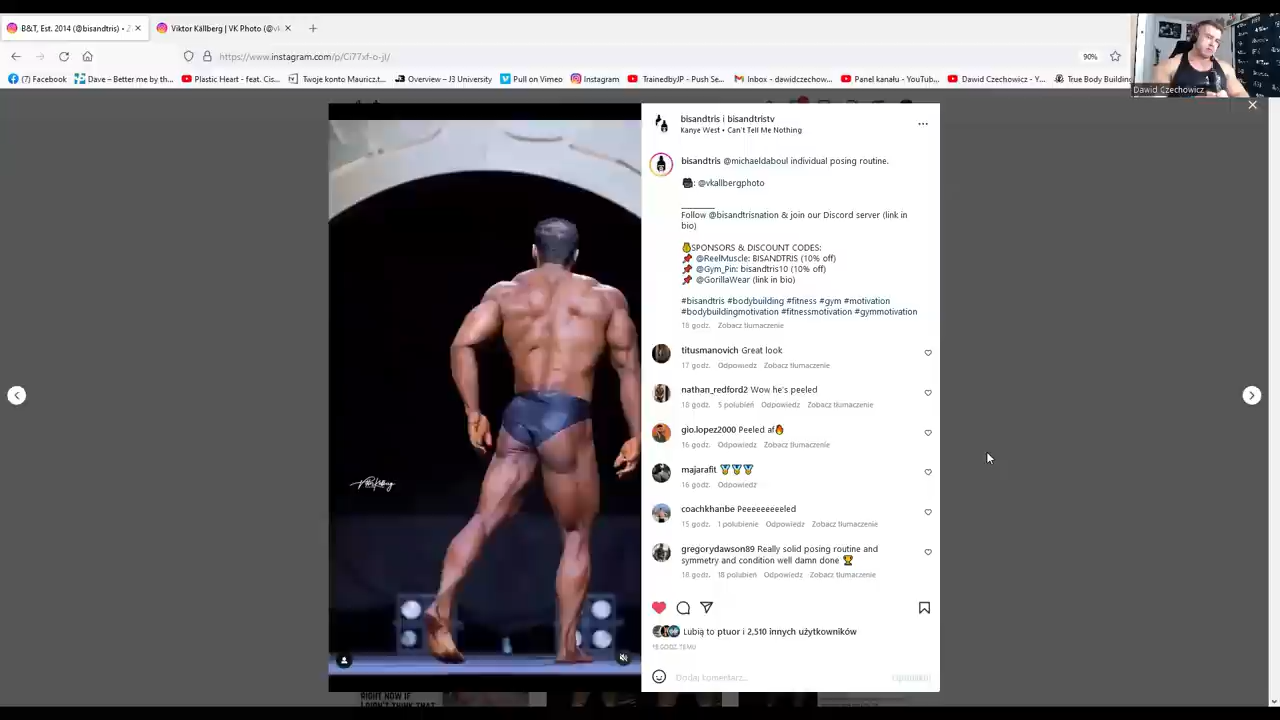 B&T, Est. 2014 (@bisandtris) •
Viktor Källberg | VK Photo (@vk
https://www.instagram.com/p/Ci77xf-o-jI/
90%
(7) Facebook
Dave – Better me by th...
Plastic Heart - feat. Cis...
Twoje konto Mauricz.t...
Overview – J3 University
Pull on Vimeo
Instagram
TrainedbyJP – Push Se...
Inbox - dawidczechow...
Panel kanału - YouTub...
Dawid Czechowicz - Y...
True Body Building
Dawid Czechowicz
bisandtris i bisandtristv
Kanye West • Can't Tell Me Nothing
bisandtris @michaeldaboul individual posing routine.
: @vkallbergphoto
Follow @bisandtrisnation & join our Discord server (link in
bio)
💰SPONSORS & DISCOUNT CODES:
📌 @ReelMuscle: BISANDTRIS (10% off)
📌 @Gym_Pin: bisandtris10 (10% off)
📌 @GorillaWear (link in bio)
#bisandtris #bodybuilding #fitness #gym #motivation
#bodybuildingmotivation #fitnessmotivation #gymmotivation
18 godz. Zobacz tłumaczenie
titusmanovich Great look
17 godz. Odpowiedz Zobacz tłumaczenie
nathan_redford2 Wow he's peeled
18 godz. 5 polubień Odpowiedz Zobacz tłumaczenie
gio.lopez2000 Peeled af🔥
16 godz. Odpowiedz Zobacz tłumaczenie
majarafit 🏅🏅🏅
16 godz. Odpowiedz
coachkhanbe Peeeeeeeeeled
15 godz. 1 polubienie Odpowiedz Zobacz tłumaczenie
gregorydawson89 Really solid posing routine and
symmetry and condition well damn done 🏆
18 godz. 18 polubień Odpowiedz Zobacz tłumaczenie
Lubią to ptuor i 2,510 innych użytkowników
18 GODZ. TEMU
Dodaj komentarz...
Opublikuj
RIGHT NOW IF
I DIDN'T THINK THAT